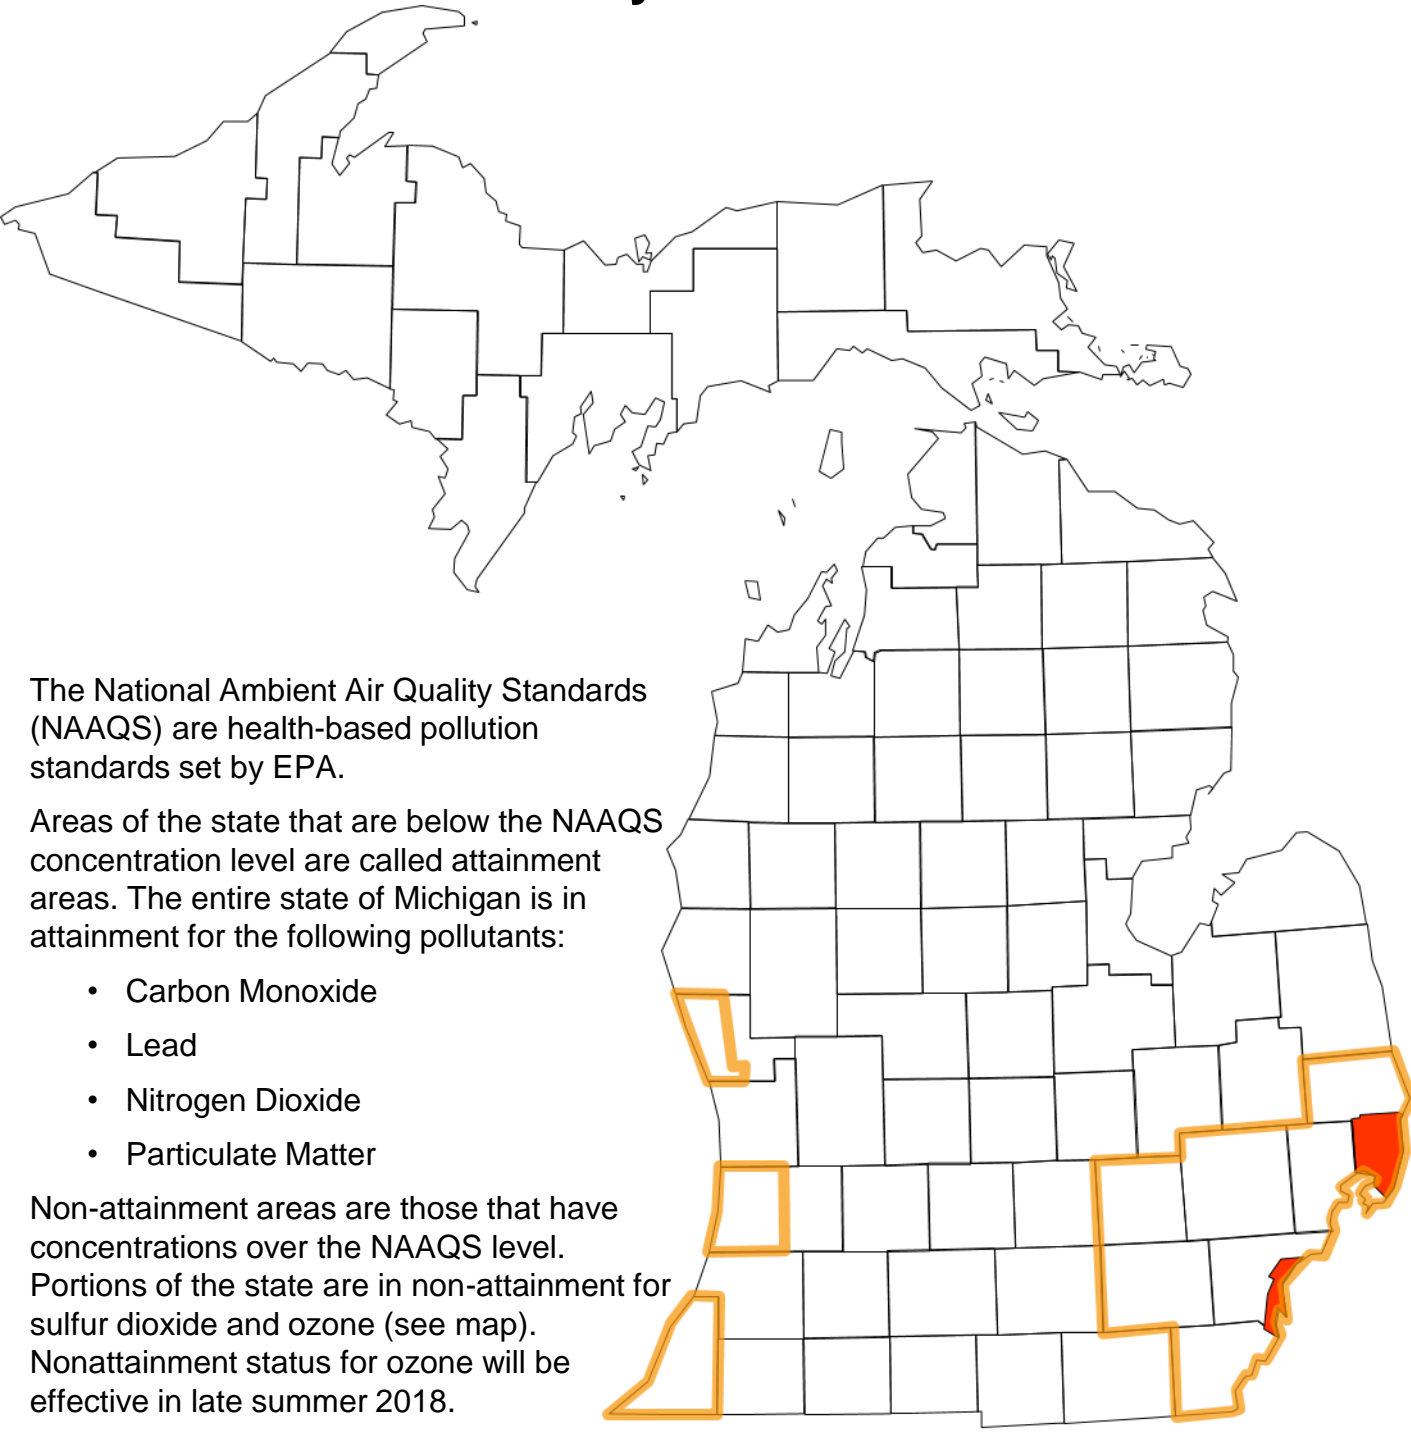 The National Ambient Air Quality Standards
(NAAQS) are health-based pollution
standards set by EPA.
Areas of the state that are below the NAAQS
concentration level are called attainment
areas. The entire state of Michigan is in
attainment for the following pollutants:
• Carbon Monoxide
• Lead
• Nitrogen Dioxide
• Particulate Matter
Non-attainment areas are those that have
concentrations over the NAAQS level.
Portions of the state are in non-attainment for
sulfur dioxide and ozone (see map).
Nonattainment status for ozone will be
effective in late summer 2018.